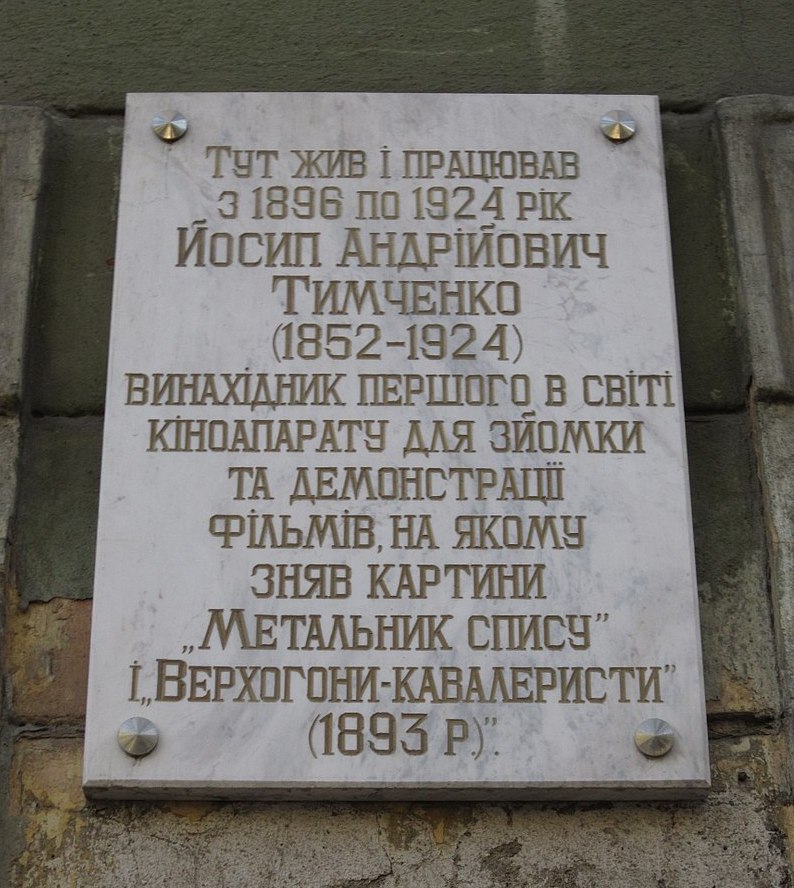 Тут жив і працював
з 1896 по 1924 рік
Йосип Андрійович
Тимченко
(1852-1924)
винахідник першого в світі
кіноапарату для зйомки
та демонстрації
фільмів, на якому
зняв картини
„Метальник спису”
і „Верхогони-кавалеристи”
(1893 р.)”.